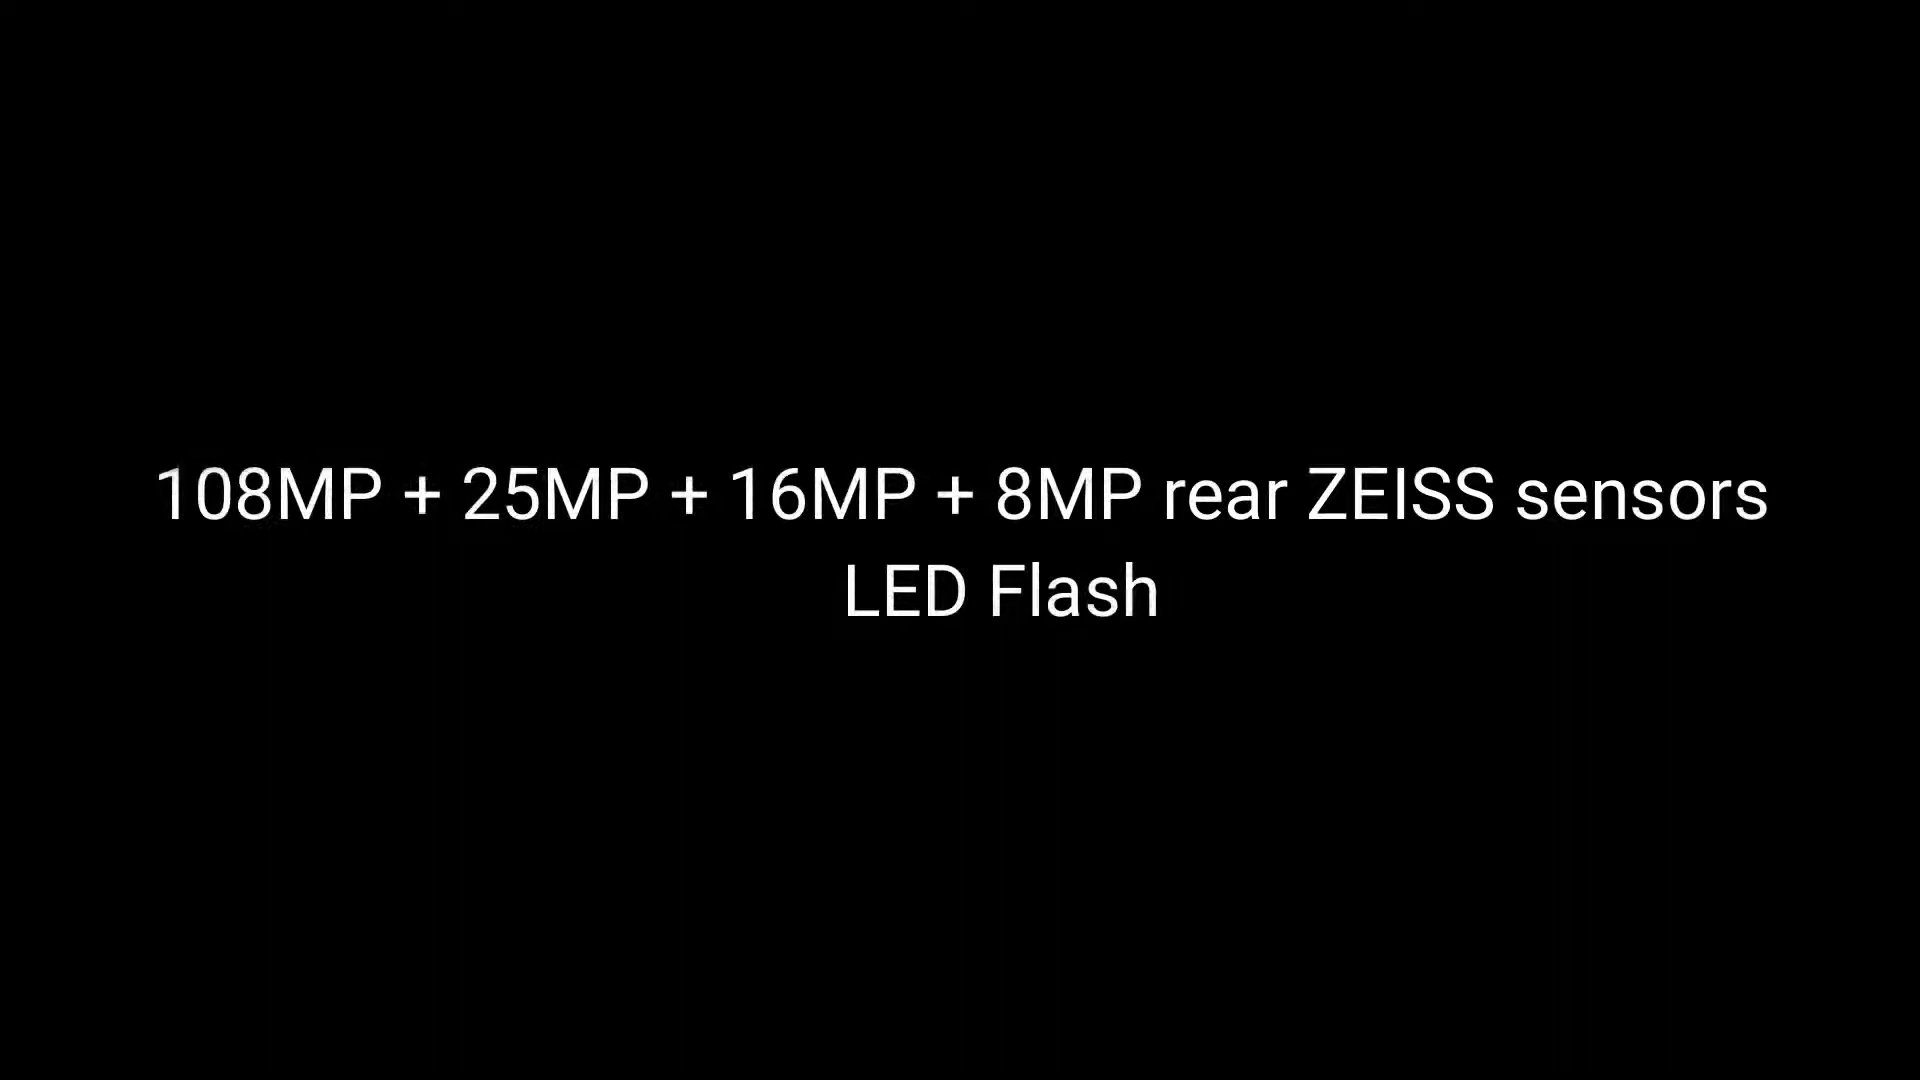 108MP + 25MP + 16MP + 8MP rear ZEISS sensors
LED Flash